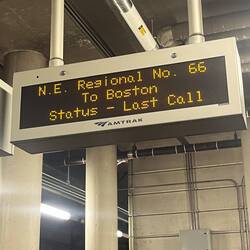 N.E. Regional No. 66
To Boston
Status - Last Call
AMTRAK